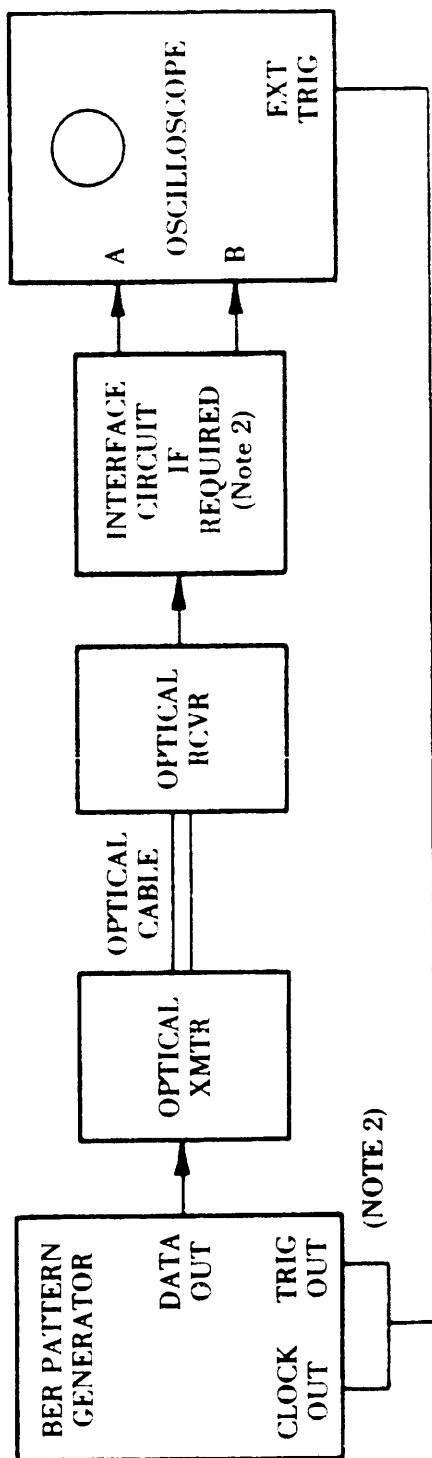 BER PATTERN
GENERATOR
DATA
OUT
CLOCK
OUT
TRIG
OUT
(NOTE 2)
OPTICAL
XMTR
OPTICAL
CABLE
OPTICAL
RCVR
INTERFACE
CIRCUIT
IF
REQUIRED
(Note 2)
A
B
OSCILLOSCOPE
EXT
TRIG